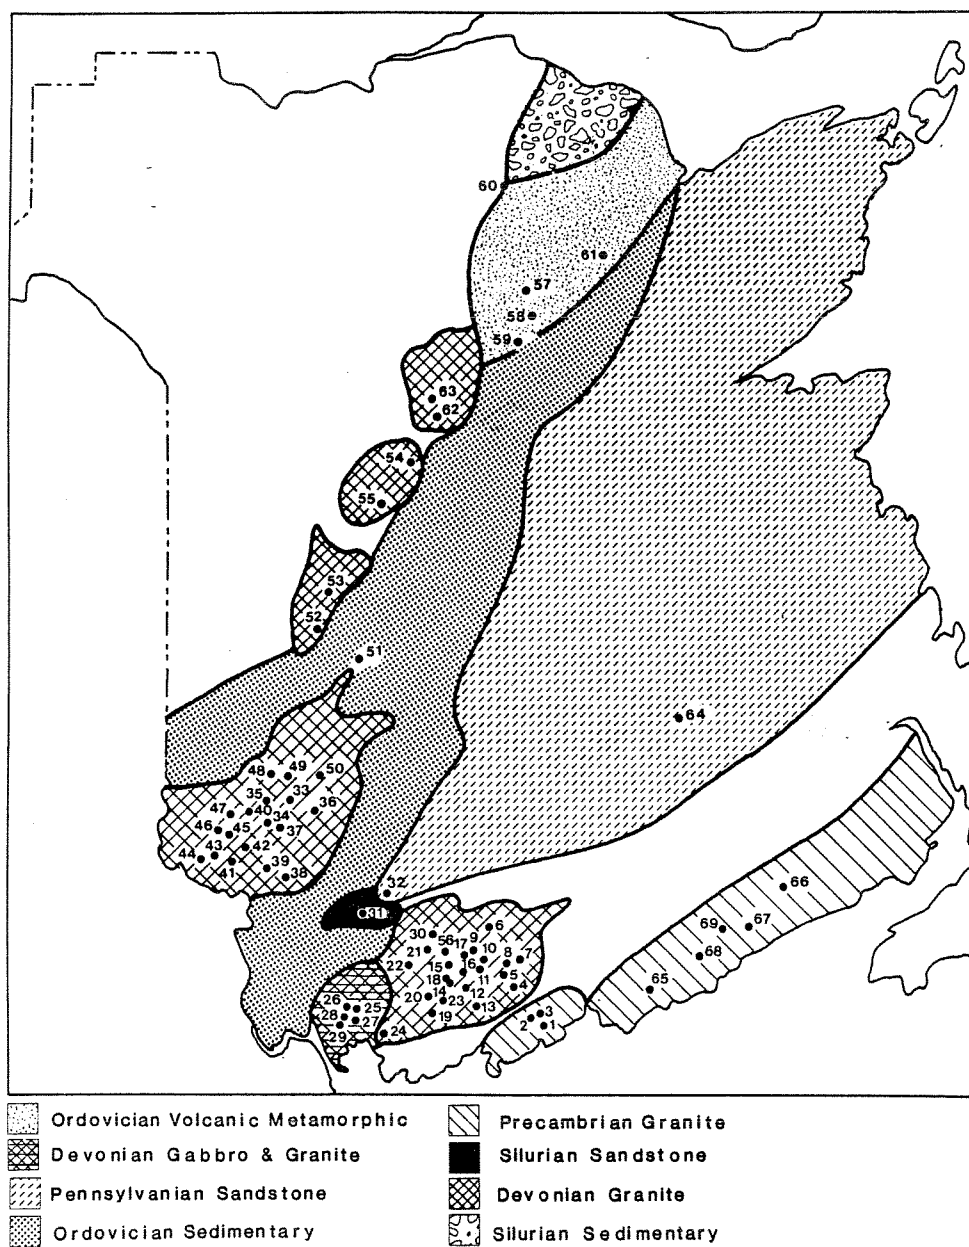 60
61
57
58
59
63
62
54
55
53
52
51
64
48 49 50
35 33
47 40 36
34
46 45 37
42
44 43
41 39
38
32
31
66
69 67
68
65
30 6
56 9
21 17 10
22 15 16 8 7
18 11 5
20 14 4
23 12
19 13
26 25
28 27
29
24
3
2 1
Ordovician Volcanic Metamorphic
Devonian Gabbro & Granite
Pennsylvanian Sandstone
Ordovician Sedimentary
Precambrian Granite
Silurian Sandstone
Devonian Granite
Silurian Sedimentary